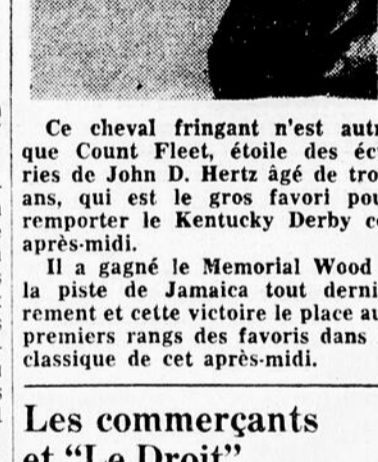 Ce cheval fringant n'est autr
que Count Fleet, étoile des éc
ries de John D. Hertz âgé de tro
ans, qui est le gros favori pou
remporter le Kentucky Derby c
après-midi.
Il a gagné le Memorial Wood
la piste de Jamaica tout derni
rement et cette victoire le place au
premiers rangs des favoris dans
classique de cet après-midi.
Les commerçants
et "Le Droit"